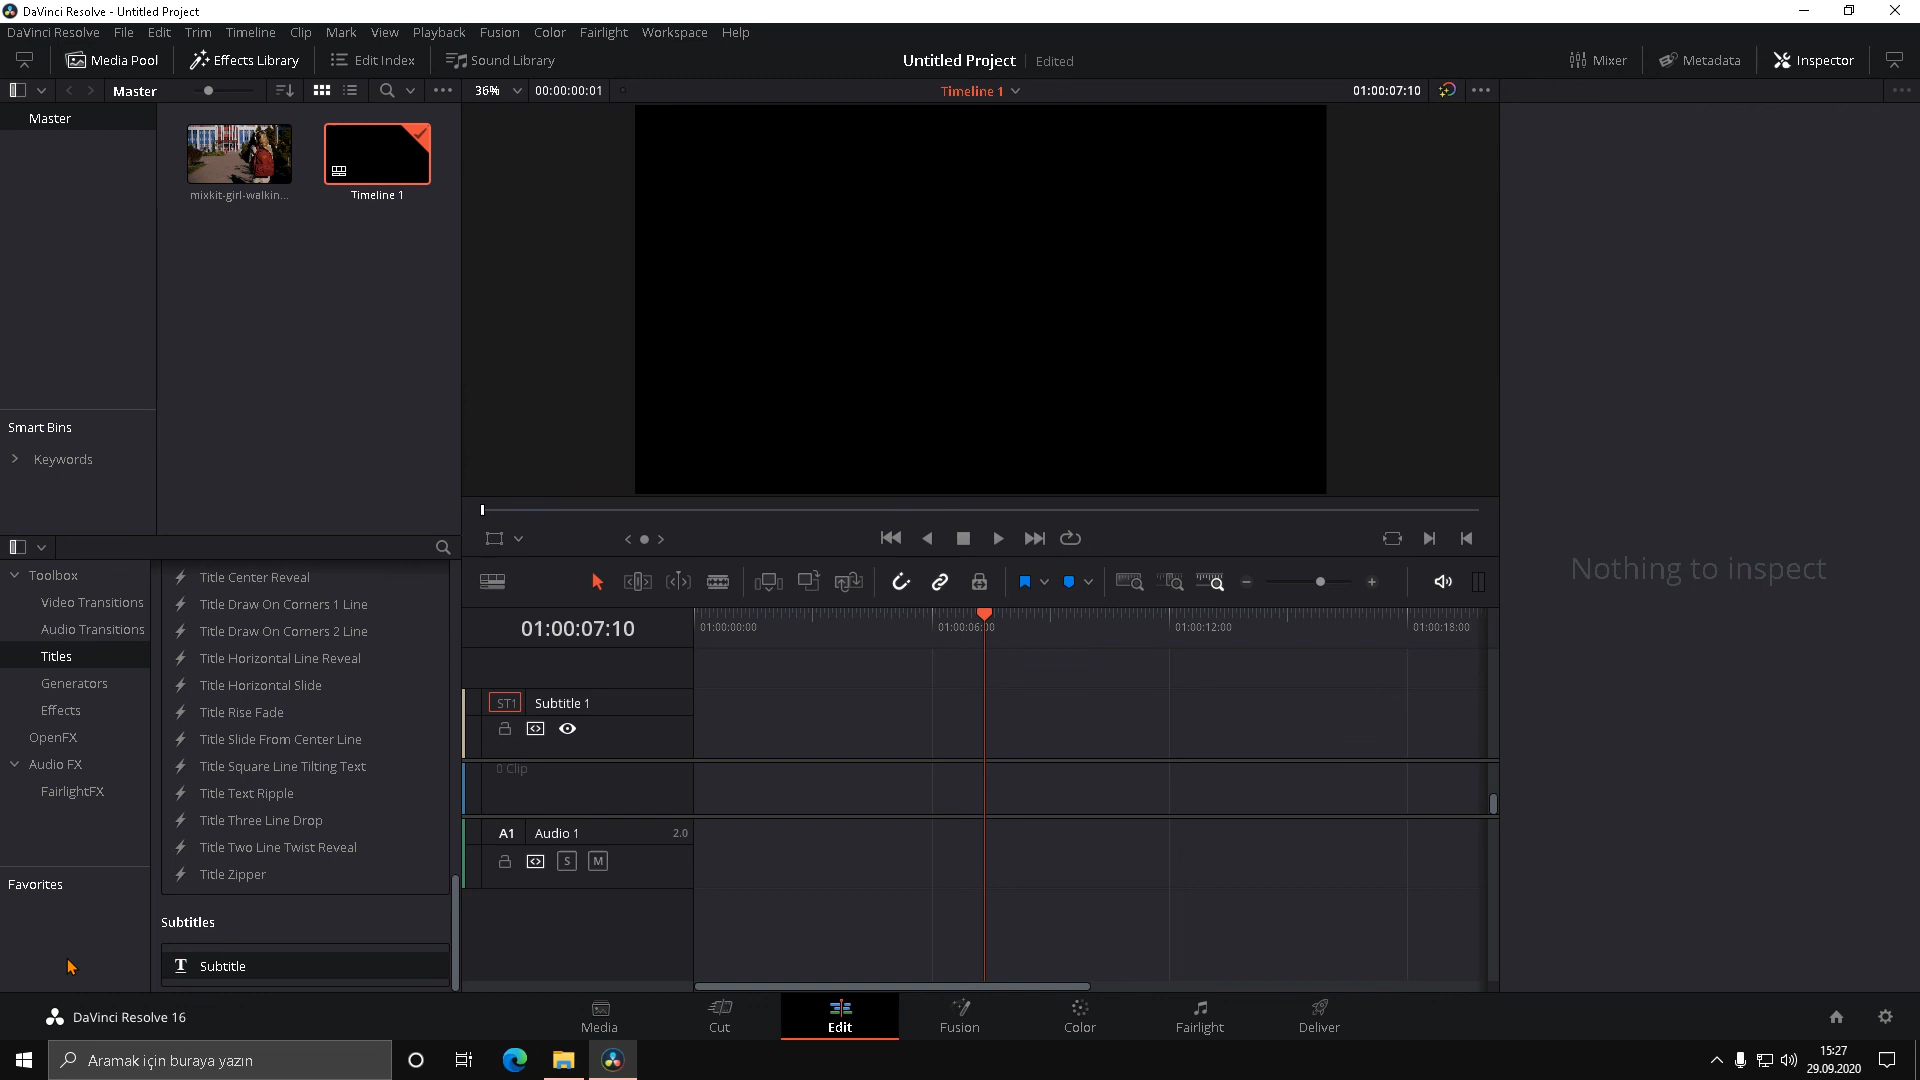 DaVinci Resolve - Untitled Project
DaVinci Resolve File Edit Trim Timeline Clip Mark View Playback Fusion Color Fairlight Workspace Help
Media Pool Effects Library Edit Index Sound Library Untitled Project Edited Mixer Metadata Inspector
Master 36% 00:00:00:01 Timeline 1 01:00:07:10
Master
mixkit-girl-walkin... Timeline 1
Smart Bins
Keywords
Nothing to inspect
Toolbox
Video Transitions
Audio Transitions
Titles
Generators
Effects
OpenFX
Audio FX
FairlightFX
Favorites
Title Center Reveal
Title Draw On Corners 1 Line
Title Draw On Corners 2 Line
Title Horizontal Line Reveal
Title Horizontal Slide
Title Rise Fade
Title Slide From Center Line
Title Square Line Tilting Text
Title Text Ripple
Title Three Line Drop
Title Two Line Twist Reveal
Title Zipper
Subtitles
T Subtitle
01:00:07:10 01:00:00:00 01:00:06:00 01:00:12:00 01:00:18:00
ST1 Subtitle 1
0 Clip
A1 Audio 1 2.0
S M
DaVinci Resolve 16
Media Cut Edit Fusion Color Fairlight Deliver
Aramak için buraya yazın
15:27
29.09.2020